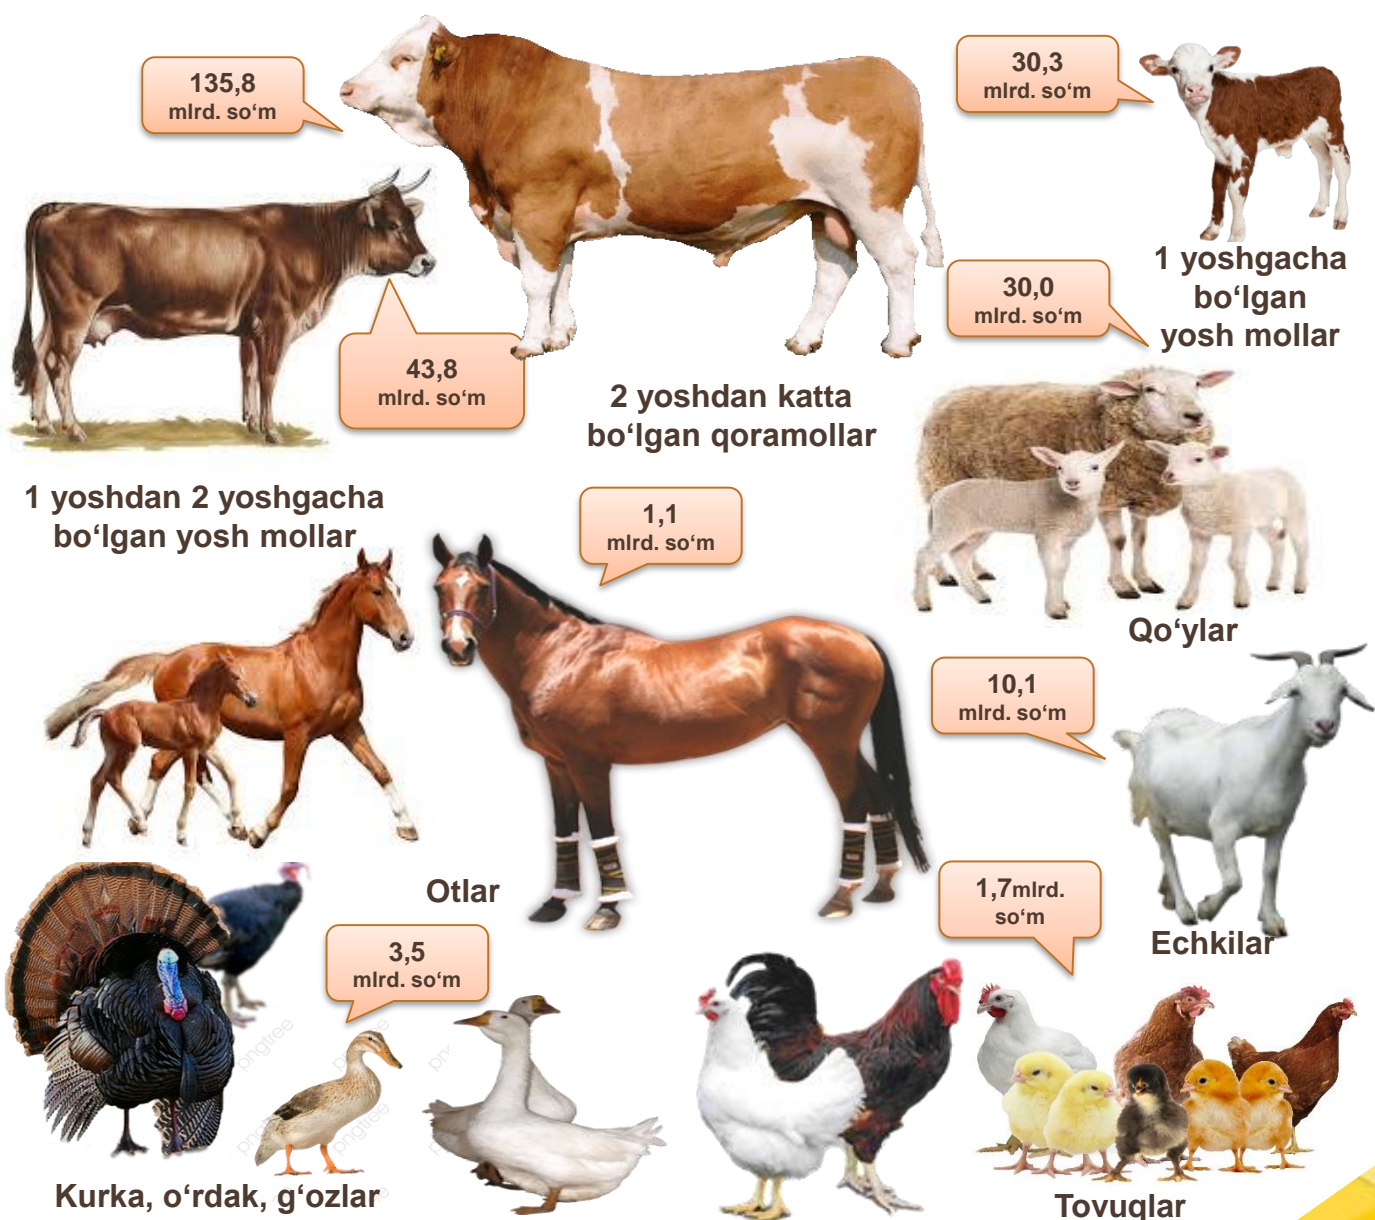 135,8
mlrd. so‘m
30,3
mlrd. so‘m
1 yoshgacha
bo‘lgan
yosh mollar
30,0
mlrd. so‘m
43,8
mlrd. so‘m
2 yoshdan katta
bo‘lgan qoramollar
1 yoshdan 2 yoshgacha
bo‘lgan yosh mollar
1,1
mlrd. so‘m
Qo‘ylar
10,1
mlrd. so‘m
Otlar
1,7mlrd.
so‘m
Echkilar
3,5
mlrd. so‘m
pngtree
pngtree
pngtree
Kurka, o‘rdak, g‘ozlar
Tovuqlar